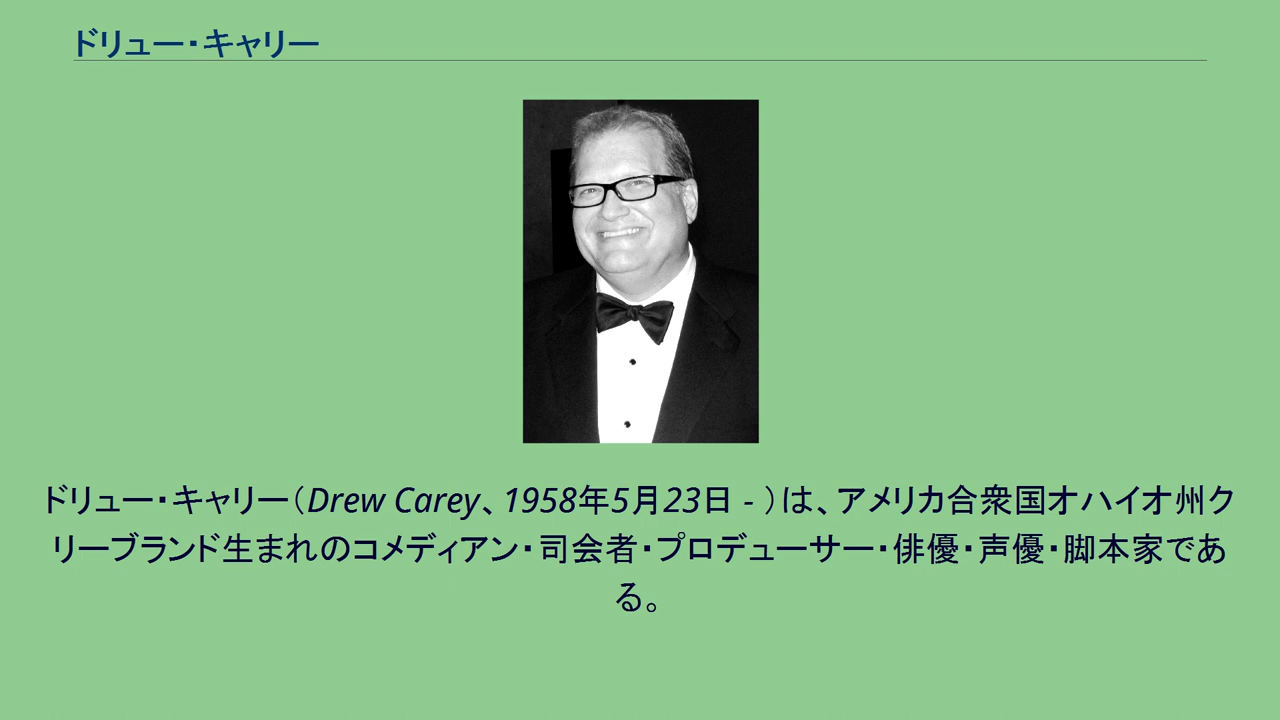 ドリュー・キャリー
ドリュー・キャリー（Drew Carey、1958年5月23日 - ）は、アメリカ合衆国オハイオ州ク
リーブランド生まれのコメディアン・司会者・プロデューサー・俳優・声優・脚本家であ
る。